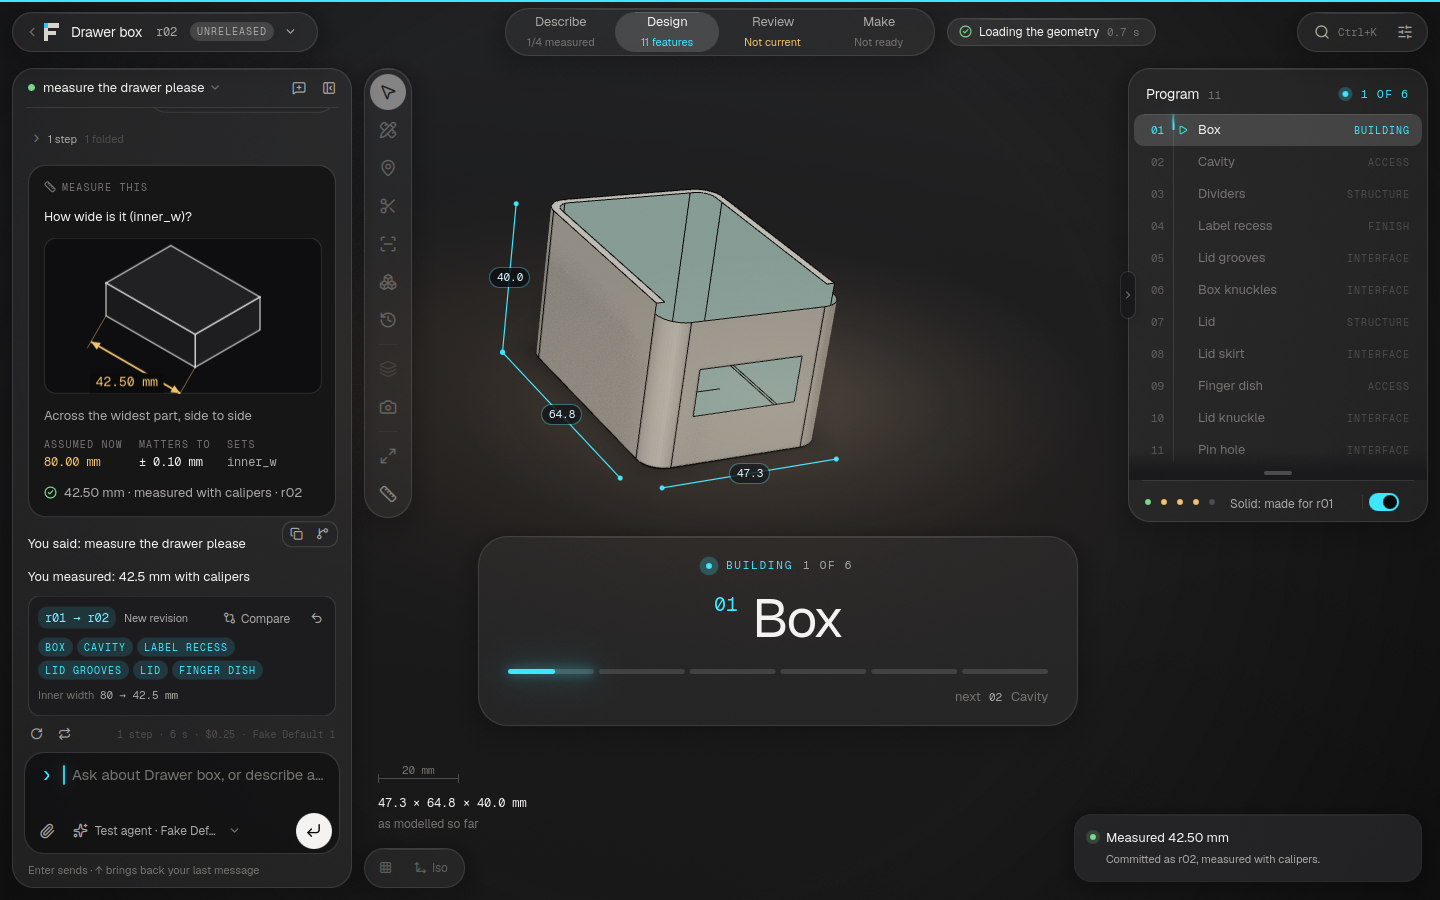 Drawer box r02 UNRELEASED
Describe
1/4 measured
Design
11 features
Review
Not current
Make
Not ready
Loading the geometry 0.7 s
Ctrl+K
measure the drawer please
1 step 1 folded
MEASURE THIS
How wide is it (inner_w)?
42.50 mm
Across the widest part, side to side
ASSUMED NOW MATTERS TO SETS
80.00 mm ± 0.10 mm inner_w
42.50 mm · measured with calipers · r02
You said: measure the drawer please
You measured: 42.5 mm with calipers
r01 → r02 New revision Compare
BOX CAVITY LABEL RECESS
LID GROOVES LID FINGER DISH
Inner width 80 → 42.5 mm
1 step · 6 s · $0.25 · Fake Default 1
Ask about Drawer box, or describe a...
Test agent · Fake Def...
Enter sends · ↑ brings back your last message
40.0
64.8
47.3
BUILDING 1 OF 6
01 Box
next 02 Cavity
20 mm
47.3 × 64.8 × 40.0 mm
as modelled so far
Iso
Program 11 1 OF 6
01 Box BUILDING
02 Cavity ACCESS
03 Dividers STRUCTURE
04 Label recess FINISH
05 Lid grooves INTERFACE
06 Box knuckles INTERFACE
07 Lid STRUCTURE
08 Lid skirt INTERFACE
09 Finger dish ACCESS
10 Lid knuckle INTERFACE
11 Pin hole INTERFACE
Solid: made for r01
Measured 42.50 mm
Committed as r02, measured with calipers.